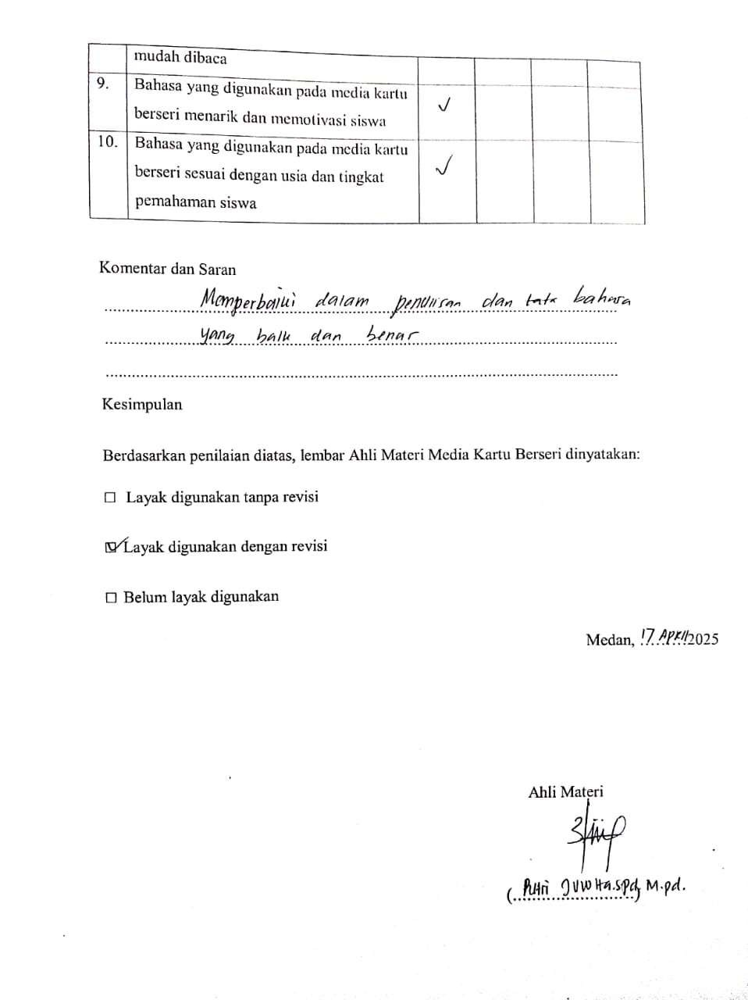 mudah dibaca
9. Bahasa yang digunakan pada media kartu
berseri menarik dan memotivasi siswa
10. Bahasa yang digunakan pada media kartu
berseri sesuai dengan usia dan tingkat
pemahaman siswa
Komentar dan Saran
Memperbaiki dalam penulisan dan tata bahasa
yang baik dan benar
Kesimpulan
Berdasarkan penilaian diatas, lembar Ahli Materi Media Kartu Berseri dinyatakan:
Layak digunakan tanpa revisi
Layak digunakan dengan revisi
Belum layak digunakan
Medan, 17 April 2025
Ahli Materi
(Putri S.Pd, M.pd.